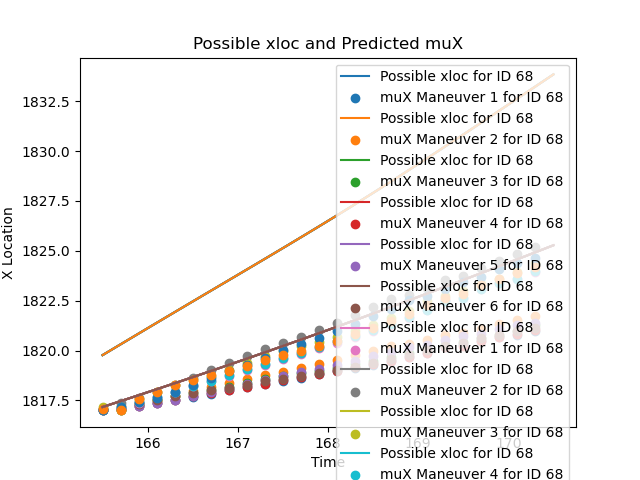 Possible xloc and Predicted muX
X Location
1832.5
1830.0
1827.5
1825.0
1822.5
1820.0
1817.5
166
167
168
169
170
Time
Possible xloc for ID 68
muX Maneuver 1 for ID 68
Possible xloc for ID 68
muX Maneuver 2 for ID 68
Possible xloc for ID 68
muX Maneuver 3 for ID 68
Possible xloc for ID 68
muX Maneuver 4 for ID 68
Possible xloc for ID 68
muX Maneuver 5 for ID 68
Possible xloc for ID 68
muX Maneuver 6 for ID 68
Possible xloc for ID 68
muX Maneuver 1 for ID 68
Possible xloc for ID 68
muX Maneuver 2 for ID 68
Possible xloc for ID 68
muX Maneuver 3 for ID 68
Possible xloc for ID 68
muX Maneuver 4 for ID 68